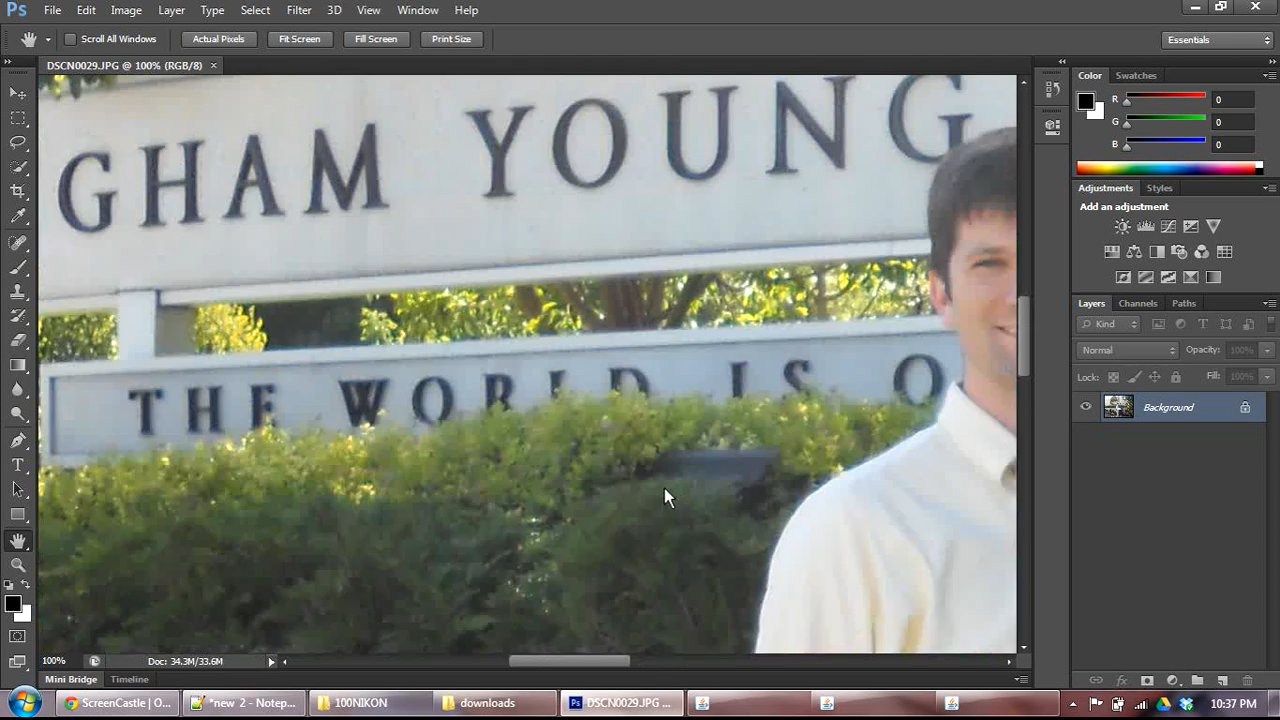 Ps File Edit Image Layer Type Select Filter 3D View Window Help
Scroll All Windows Actual Pixels Fit Screen Fill Screen Print Size Essentials
DSCN0029.JPG @ 100% (RGB/8) ×
GHAM YOUNG
THE WORLD IS O
Color Swatches
R 0
G 0
B 0
Adjustments Styles
Add an adjustment
Layers Channels Paths
Kind
Normal Opacity: 100%
Lock: Fill: 100%
Background
100% Doc: 34.3M/33.6M
Mini Bridge Timeline
ScreenCastle | O... *new 2 - Notep... 100NIKON downloads Ps DSCN0029.JPG ... 10:37 PM